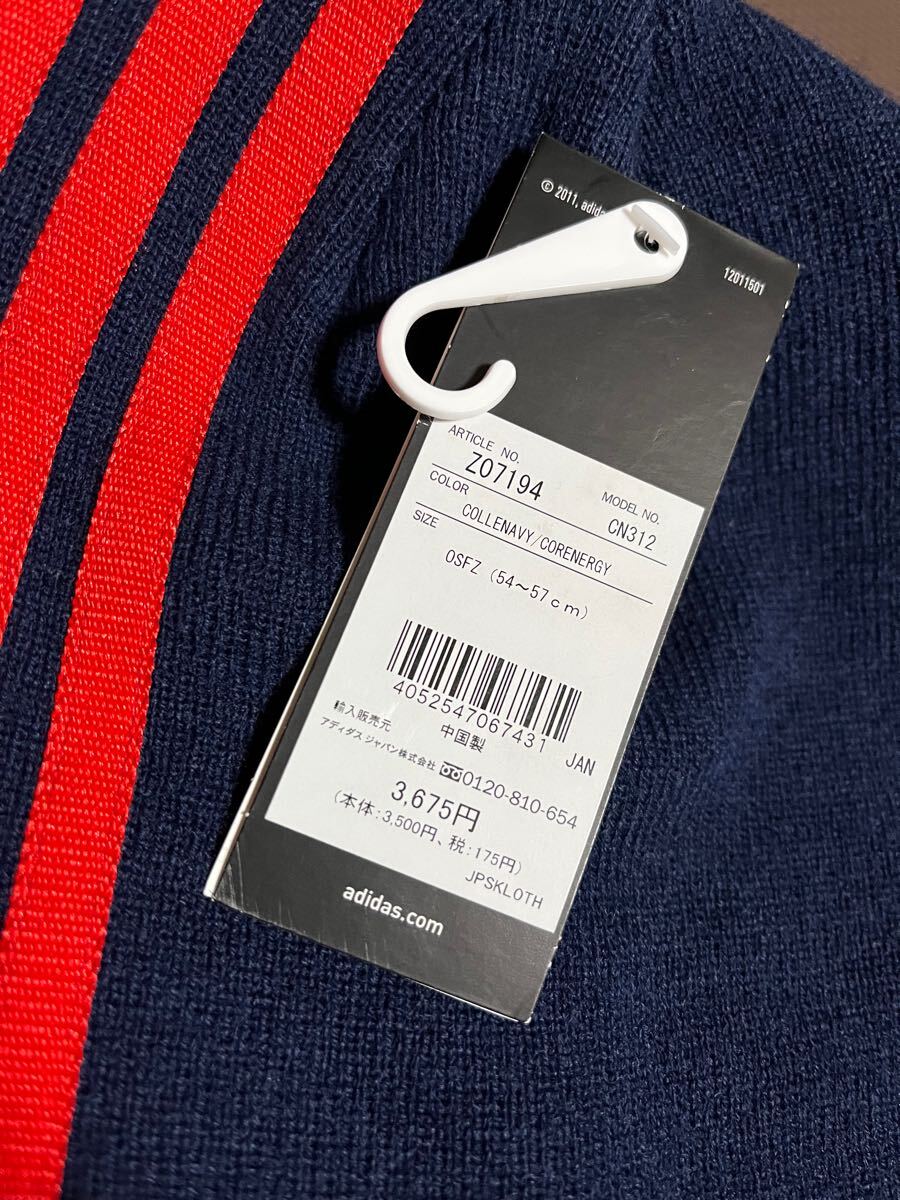 © 2011, adida
12011501
ARTICLE NO.
MODEL NO.
Z07194
CN312
COLOR
COLLENAVY/CORENERGY
SIZE
OSFZ (54～57cm)
4052547067431
JAN
輸入販売元
中国製
アディダス ジャパン株式会社
0120-810-654
3,675円
(本体:3,500円、税:175円)
JPSKLOTH
adidas.com